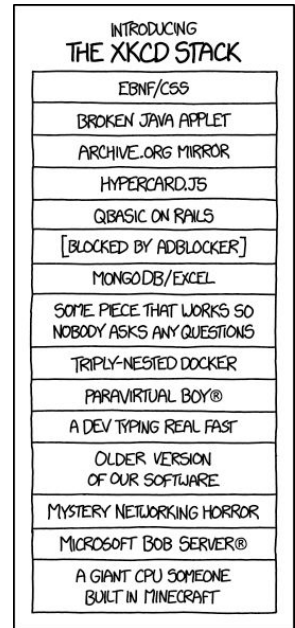 INTRODUCING
THE XKCD STACK
EBNF/CSS
BROKEN JAVA APPLET
ARCHIVE.ORG MIRROR
HYPERCARD.JS
QBASIC ON RAILS
[BLOCKED BY ADBLOCKER]
MONGODB/EXCEL
SOME PIECE THAT WORKS SO
NOBODY ASKS ANY QUESTIONS
TRIPLY-NESTED DOCKER
PARAVIRTUAL BOY®
A DEV TYPING REAL FAST
OLDER VERSION
OF OUR SOFTWARE
MYSTERY NETWORKING HORROR
MICROSOFT BOB SERVER®
A GIANT CPU SOMEONE
BUILT IN MINECRAFT